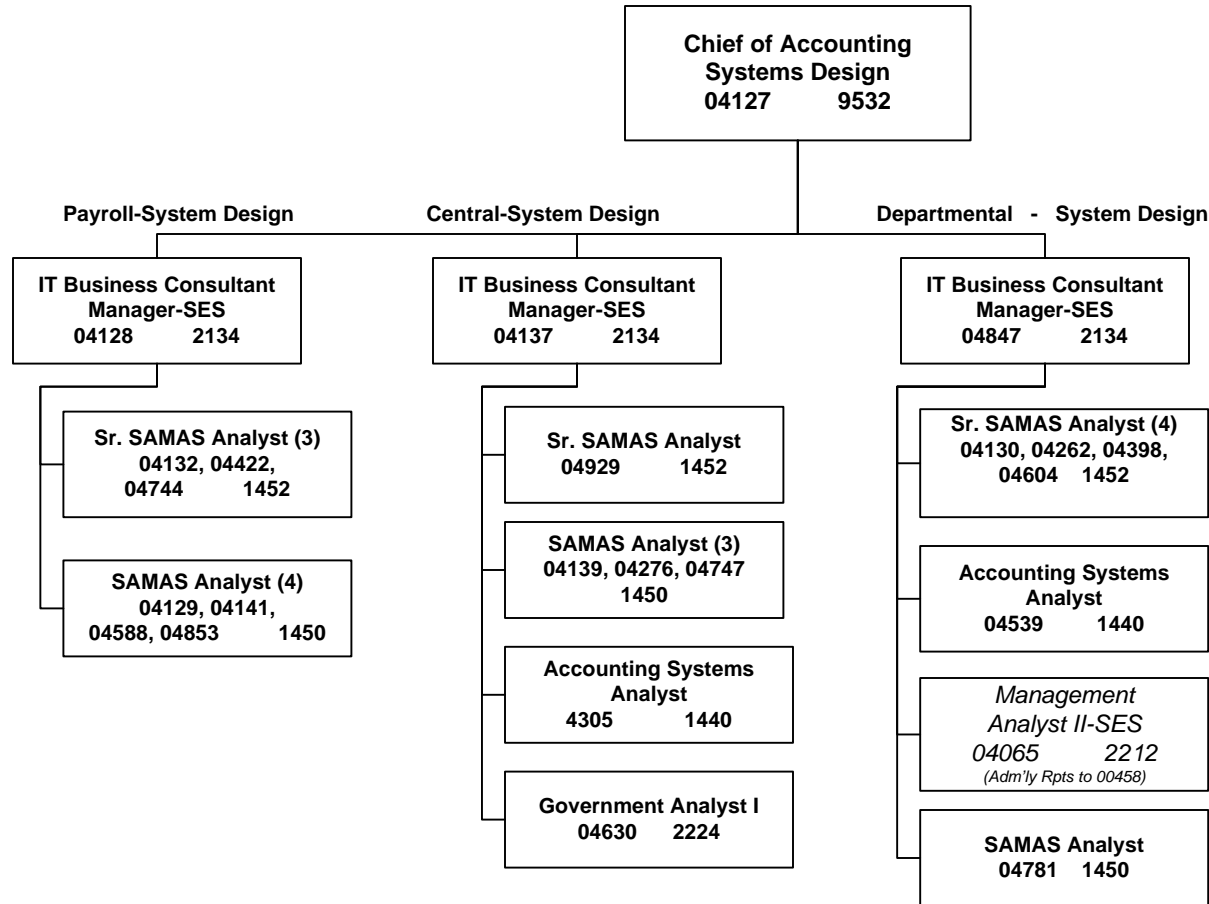 Chief of Accounting
Systems Design
04127 9532
Payroll-System Design
Central-System Design
Departmental - System Design
IT Business Consultant
Manager-SES
04128 2134
IT Business Consultant
Manager-SES
04137 2134
IT Business Consultant
Manager-SES
04847 2134
Sr. SAMAS Analyst (3)
04132, 04422,
04744 1452
SAMAS Analyst (4)
04129, 04141,
04588, 04853 1450
Sr. SAMAS Analyst
04929 1452
SAMAS Analyst (3)
04139, 04276, 04747
1450
Accounting Systems
Analyst
4305 1440
Government Analyst I
04630 2224
Sr. SAMAS Analyst (4)
04130, 04262, 04398,
04604 1452
Accounting Systems
Analyst
04539 1440
Management
Analyst II-SES
04065 2212
(Adm'ly Rpts to 00458)
SAMAS Analyst
04781 1450